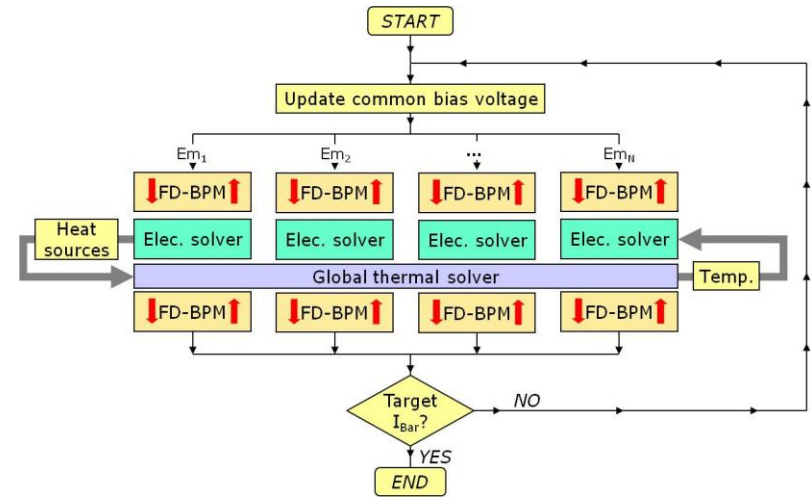 START
Update common bias voltage
Em₁ Em₂ ... Em_N
FD-BPM FD-BPM FD-BPM FD-BPM
Heat
sources
Elec. solver Elec. solver Elec. solver Elec. solver
Global thermal solver
Temp.
FD-BPM FD-BPM FD-BPM FD-BPM
Target
I_Bar?
NO
YES
END